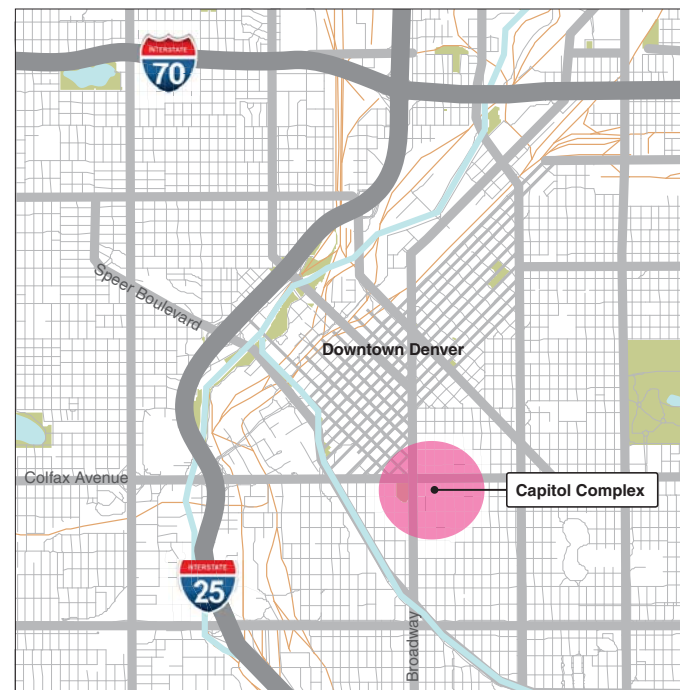 INTERSTATE
70
Speer Boulevard
Downtown Denver
Colfax Avenue
Capitol Complex
INTERSTATE
25
Broadway